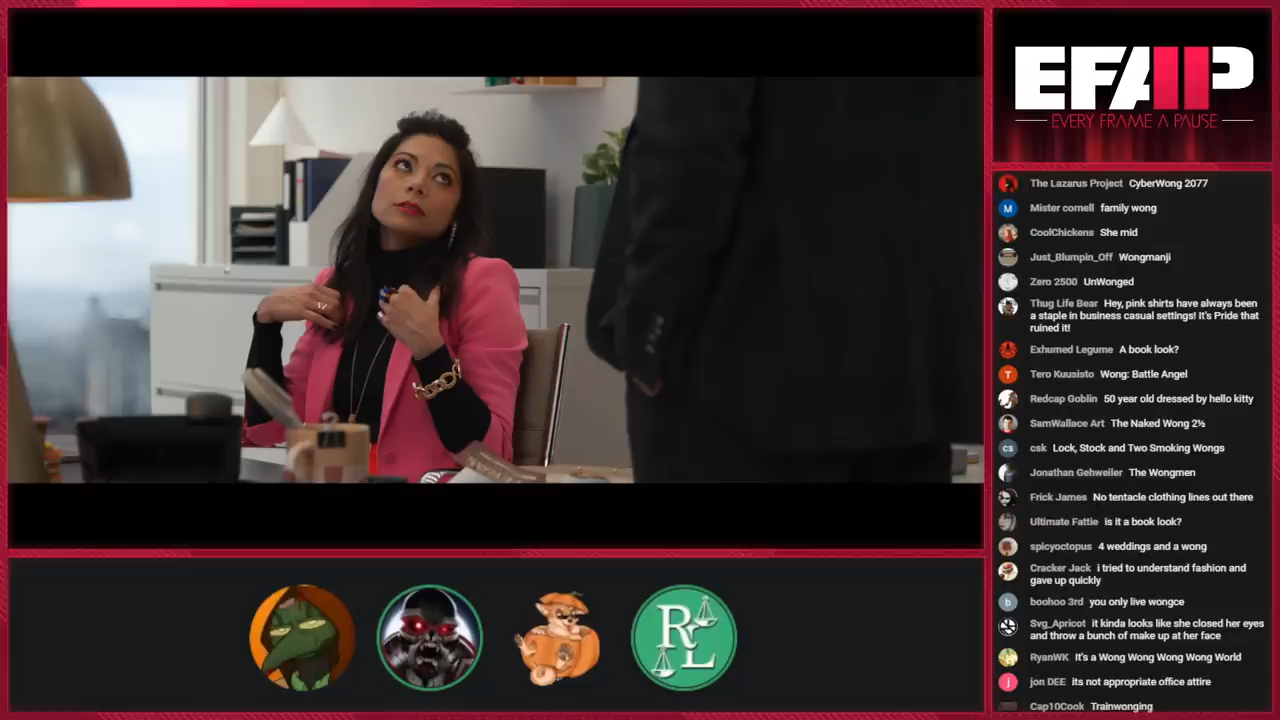 EFAP
EVERY FRAME A PAUSE
The Lazarus Project CyberWong 2077
M Mister cornell family wong
CoolChickens She mid
Just_Blumpin_Off Wongmanji
Zero 2500 UnWonged
Thug Life Bear Hey, pink shirts have always been
a staple in business casual settings! It's Pride that
ruined it!
Exhumed Legume A book look?
T Tero Kuusisto Wong: Battle Angel
Redcap Goblin 50 year old dressed by hello kitty
SamWallace Art The Naked Wong 2½
cs csk Lock, Stock and Two Smoking Wongs
Jonathan Gehweiler The Wongmen
Frick James No tentacle clothing lines out there
Ultimate Fattie is it a book look?
spicyoctopus 4 weddings and a wong
Cracker Jack i tried to understand fashion and
gave up quickly
b boohoo 3rd you only live wongce
Svg_Apricot it kinda looks like she closed her eyes
and throw a bunch of make up at her face
RyanWK It's a Wong Wong Wong Wong World
j jon DEE its not appropriate office attire
Cap10Cook Trainwonging
RL